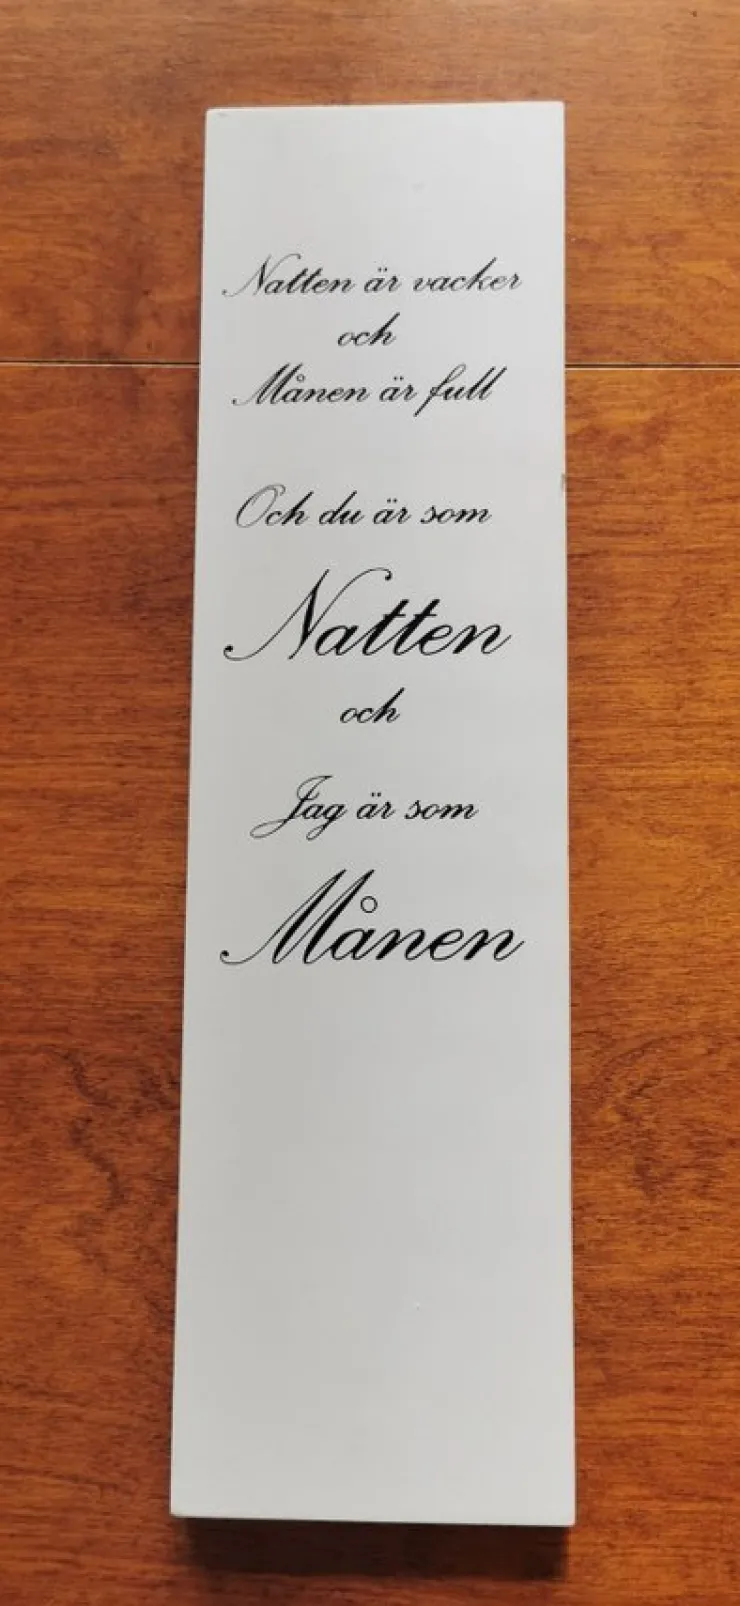 Natten är vacker
och
Månen är full
Och du är som
Natten
och
Jag är som
Månen